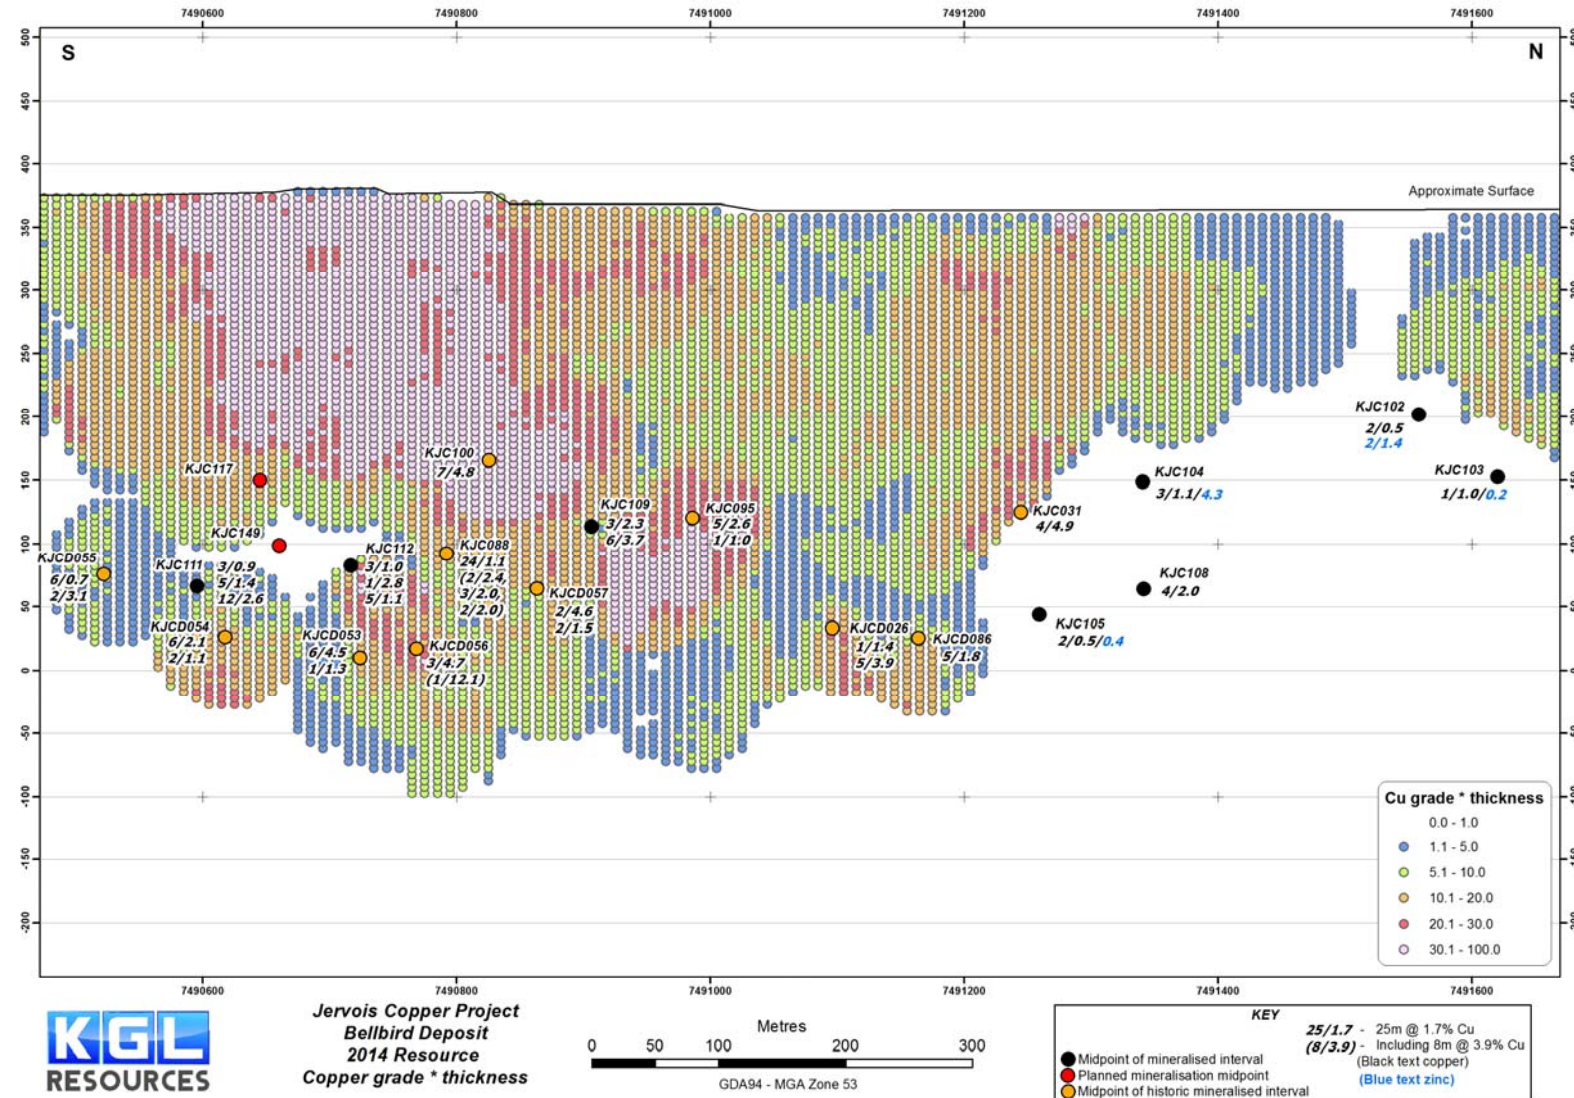 7490600 7490800 7491000 7491200 7491400 7491600
S N
500
450
400
350
300
250
200
150
100
50
0
-50
-100
-150
-200
Approximate Surface
KJC102
2/0.5
2/1.4
KJC103
1/1.0/0.2
KJC104
3/1.1/4.3
KJC031
4/4.9
KJC108
4/2.0
KJC105
2/0.5/0.4
KJC100
7/4.8
KJC117
KJC149
KJC109
3/2.3
6/3.7
KJC095
5/2.6
1/1.0
KJCD055
6/0.7
2/3.1
KJC111
3/0.9
5/1.4
12/2.6
KJC112
3/1.0
1/2.8
5/1.1
KJC088
24/1.1
(2/2.4,
3/2.0,
2/2.0)
KJCD057
2/4.6
2/1.5
KJCD054
6/2.1
2/1.1
KJCD053
6/4.5
1/1.3
KJCD056
3/4.7
(1/12.1)
KJCD026
1/1.4
5/3.9
KJCD086
5/1.8
Cu grade * thickness
0.0 - 1.0
1.1 - 5.0
5.1 - 10.0
10.1 - 20.0
20.1 - 30.0
30.1 - 100.0
7490600 7490800 7491000 7491200 7491400 7491600
KGL
RESOURCES
Jervois Copper Project
Bellbird Deposit
2014 Resource
Copper grade * thickness
Metres
0 50 100 200 300
GDA94 - MGA Zone 53
KEY
25/1.7 - 25m @ 1.7% Cu
(8/3.9) - Including 8m @ 3.9% Cu
(Black text copper)
(Blue text zinc)
Midpoint of mineralised interval
Planned mineralisation midpoint
Midpoint of historic mineralised interval